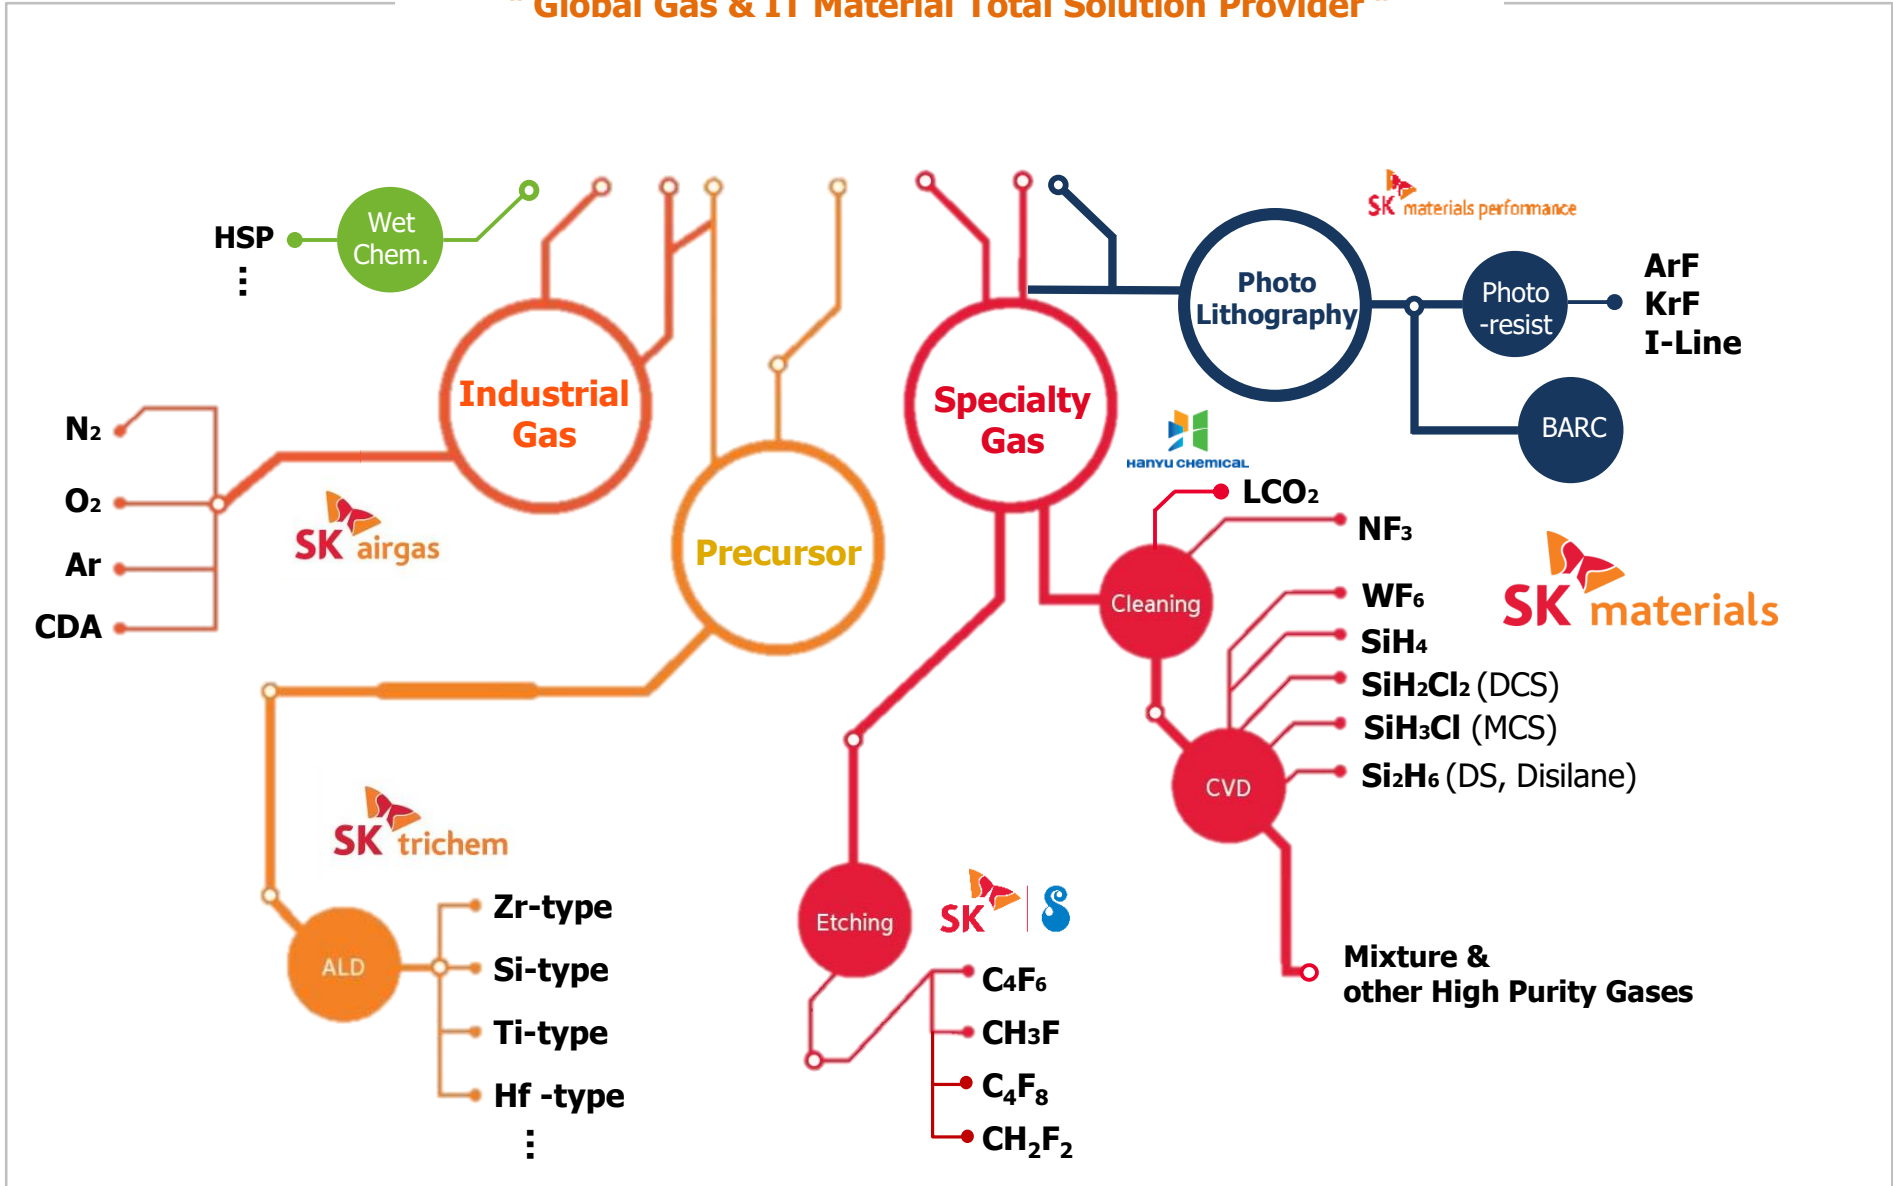 " Global Gas & IT Material Total Solution Provider "
HSP
⋮
Wet
Chem.
Industrial
Gas
N₂
O₂
Ar
CDA
SK airgas
Precursor
SK trichem
ALD
Zr-type
Si-type
Ti-type
Hf -type
⋮
Specialty
Gas
HANYU CHEMICAL
Cleaning
LCO₂
NF₃
CVD
WF₆
SiH₄
SiH₂Cl₂ (DCS)
SiH₃Cl (MCS)
Si₂H₆ (DS, Disilane)
SK materials
Mixture &
other High Purity Gases
Etching
SK
C₄F₆
CH₃F
C₄F₈
CH₂F₂
Photo
Lithography
SK materials performance
Photo
-resist
ArF
KrF
I-Line
BARC